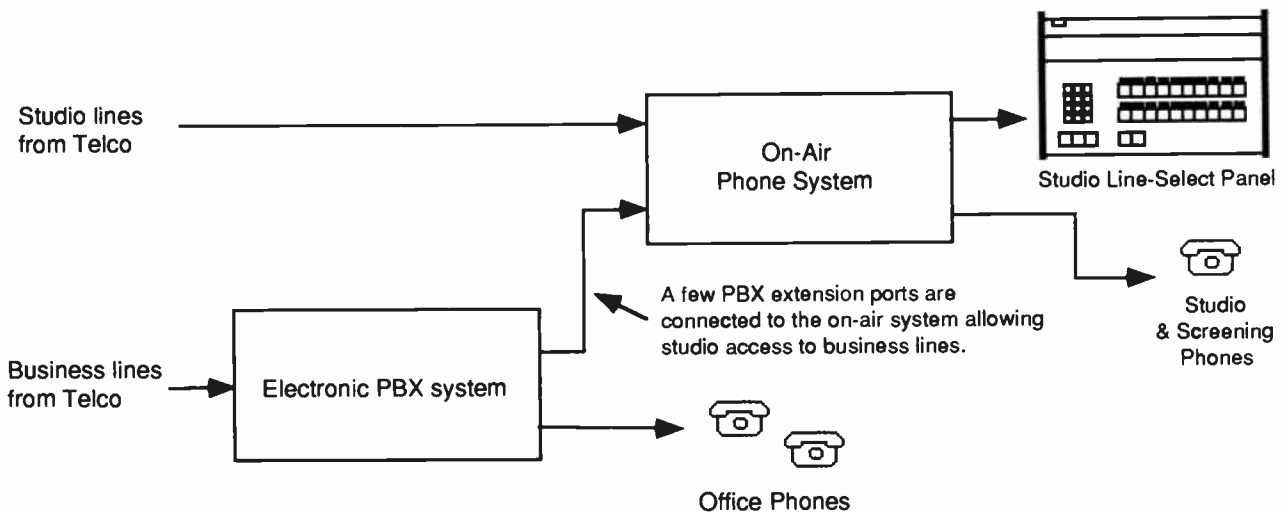 Studio lines
from Telco
On-Air
Phone System
Studio Line-Select Panel
A few PBX extension ports are
connected to the on-air system allowing
studio access to business lines.
Studio
& Screening
Phones
Business lines
from Telco
Electronic PBX system
Office Phones